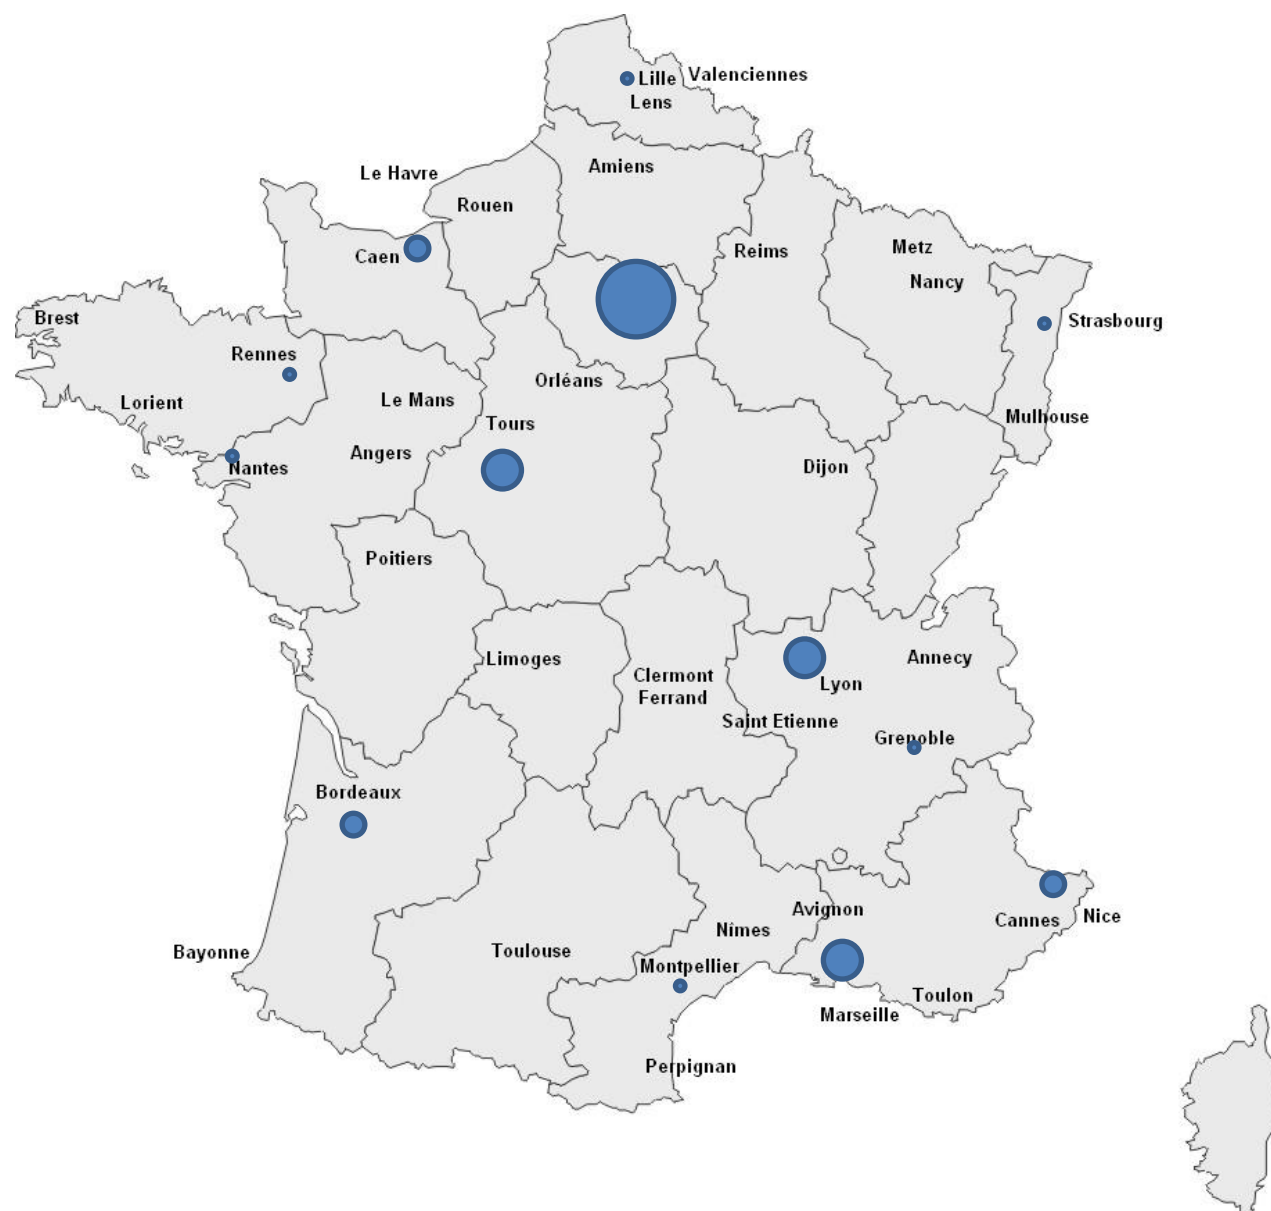 Lille
Valenciennes
Lens
Amiens
Le Havre
Rouen
Caen
Reims
Metz
Nancy
Strasbourg
Brest
Rennes
Orléans
Lorient
Le Mans
Tours
Mulhouse
Nantes
Angers
Dijon
Poitiers
Limoges
Clermont
Ferrand
Annecy
Lyon
Saint Etienne
Grenoble
Bordeaux
Avignon
Cannes
Nice
Nîmes
Bayonne
Toulouse
Montpellier
Toulon
Marseille
Perpignan